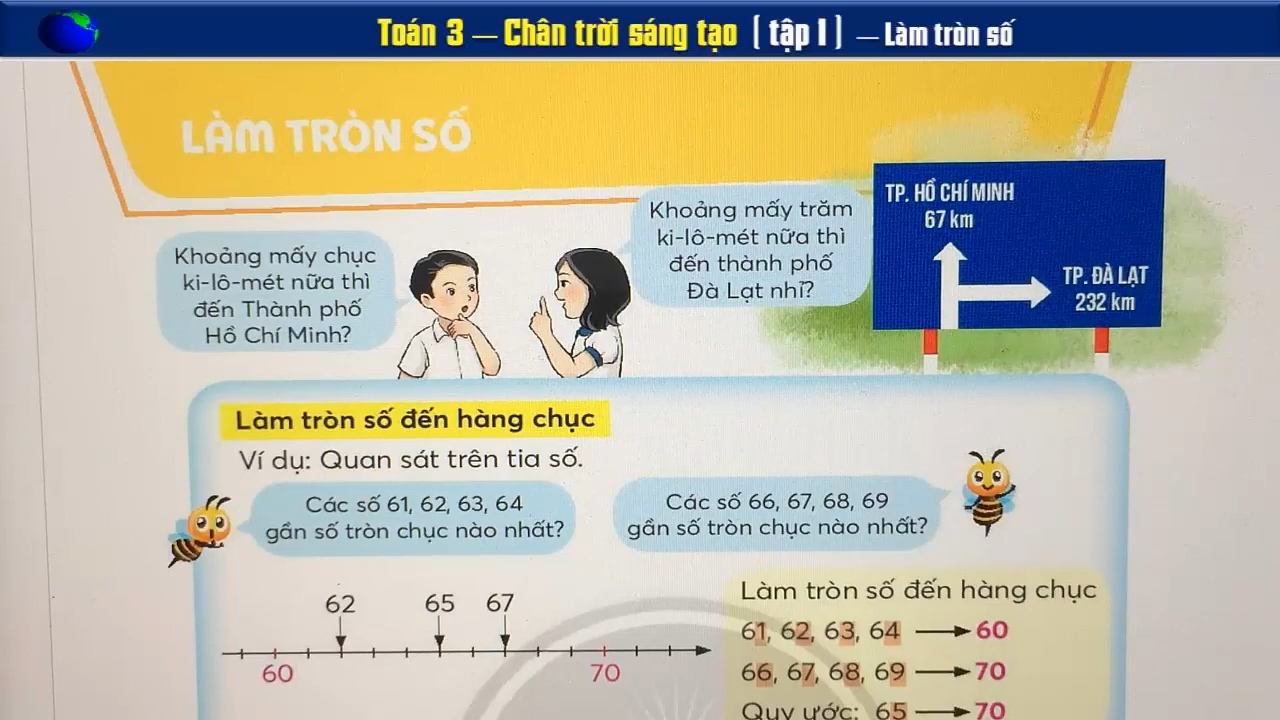 Toán 3 — Chân trời sáng tạo ( tập 1 ) — Làm tròn số
LÀM TRÒN SỐ
Khoảng mấy chục
ki-lô-mét nữa thì
đến Thành phố
Hồ Chí Minh?
Khoảng mấy trăm
ki-lô-mét nữa thì
đến thành phố
Đà Lạt nhỉ?
TP. HỒ CHÍ MINH
67 km
TP. ĐÀ LẠT
232 km
Làm tròn số đến hàng chục
Ví dụ: Quan sát trên tia số.
Các số 61, 62, 63, 64
gần số tròn chục nào nhất?
Các số 66, 67, 68, 69
gần số tròn chục nào nhất?
62 65 67
60 70
Làm tròn số đến hàng chục
61, 62, 63, 64 → 60
66, 67, 68, 69 → 70
Quy ước: 65 → 70